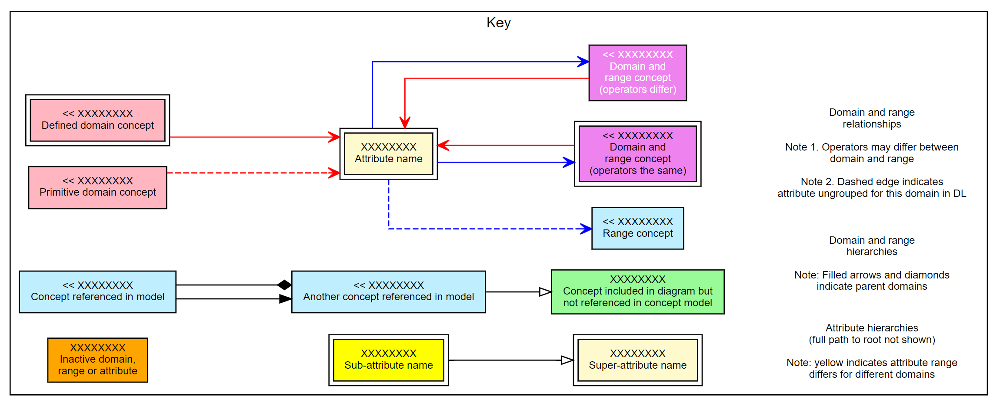 Key
<< XXXXXXXX
Domain and
range concept
(operators differ)
<< XXXXXXXX
Defined domain concept
XXXXXXXX
Attribute name
<< XXXXXXXX
Domain and
range concept
(operators the same)
<< XXXXXXXX
Primitive domain concept
<< XXXXXXXX
Range concept
Domain and range
relationships
Note 1. Operators may differ between
domain and range
Note 2. Dashed edge indicates
attribute ungrouped for this domain in DL
<< XXXXXXXX
Concept referenced in model
<< XXXXXXXX
Another concept referenced in model
XXXXXXXX
Concept included in diagram but
not referenced in concept model
Domain and range
hierarchies
Note: Filled arrows and diamonds
indicate parent domains
XXXXXXXX
Inactive domain,
range or attribute
XXXXXXXX
Sub-attribute name
XXXXXXXX
Super-attribute name
Attribute hierarchies
(full path to root not shown)
Note: yellow indicates attribute range
differs for different domains